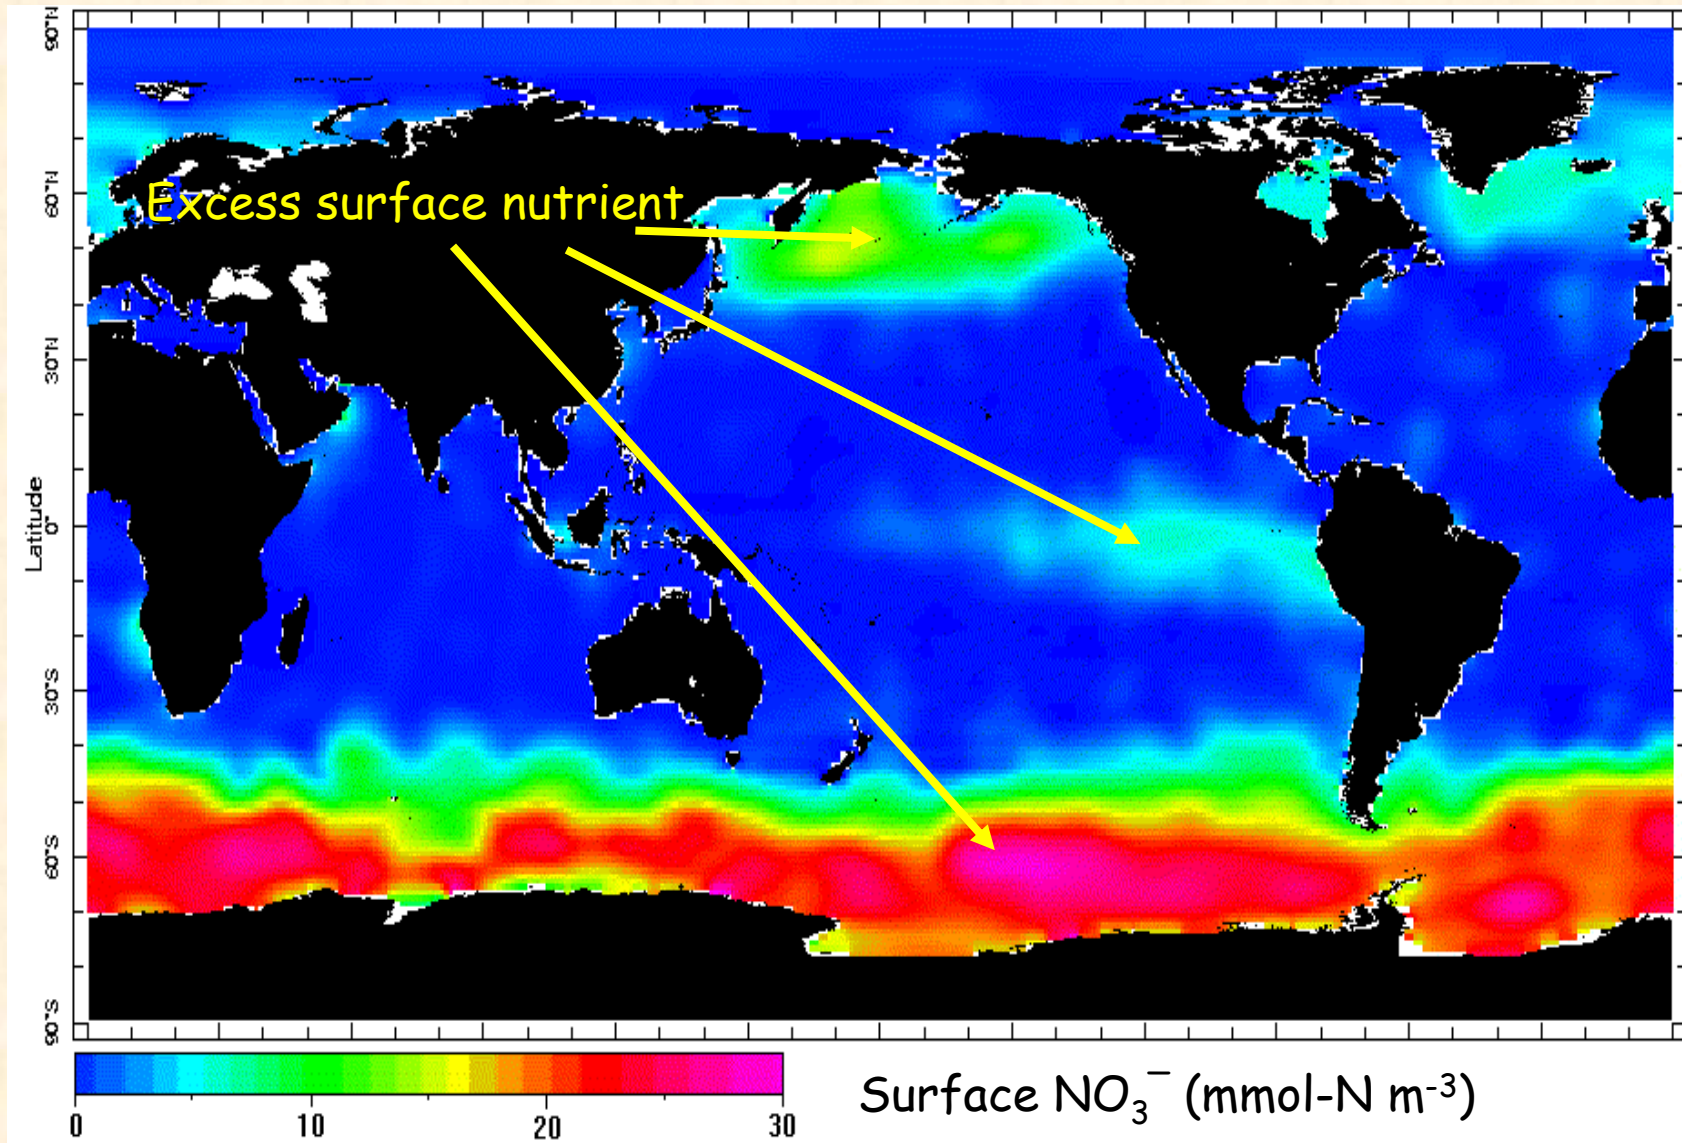 90°N
60°N
30°N
0°
30°S
60°S
90°S
Latitude
Excess surface nutrient
0
10
20
30
Surface NO₃⁻ (mmol-N m⁻³)